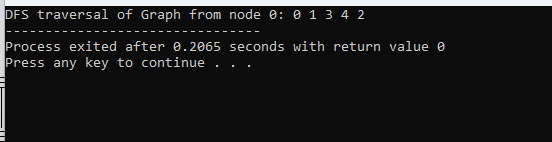 DFS traversal of Graph from node 0: 0 1 3 4 2
--------------------------------
Process exited after 0.2065 seconds with return value 0
Press any key to continue . . .